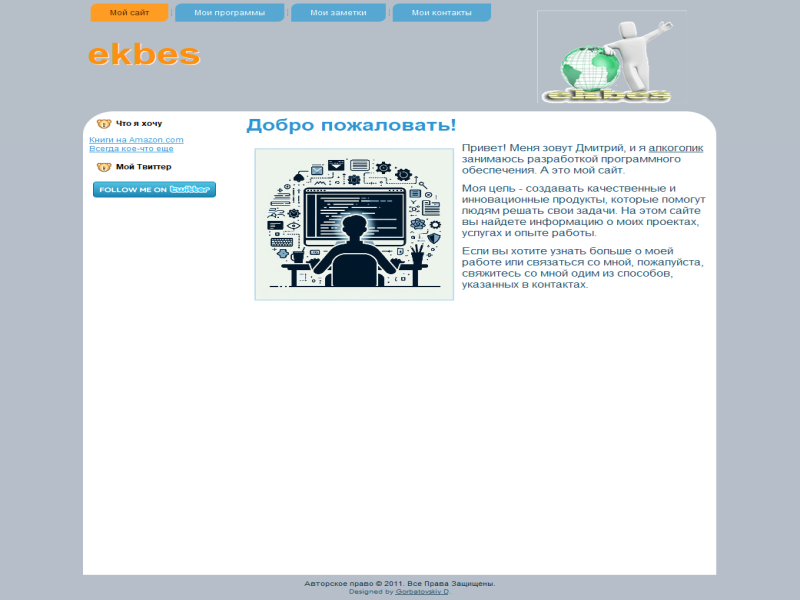 Мой сайт | Мои программы | Мои заметки | Мои контакты
ekbes
ekbes
Что я хочу
Книги на Amazon.com
Всегда кое-что еще
Мой Твиттер
FOLLOW ME ON twitter
Добро пожаловать!
Привет! Меня зовут Дмитрий, и я алкоголик
занимаюсь разработкой программного
обеспечения. А это мой сайт.
Моя цель - создавать качественные и
инновационные продукты, которые помогут
людям решать свои задачи. На этом сайте
вы найдете информацию о моих проектах,
услугах и опыте работы.
Если вы хотите узнать больше о моей
работе или связаться со мной, пожалуйста,
свяжитесь со мной одним из способов,
указанных в контактах.
Авторское право © 2011. Все Права Защищены.
Designed by Gorbatovskiy D